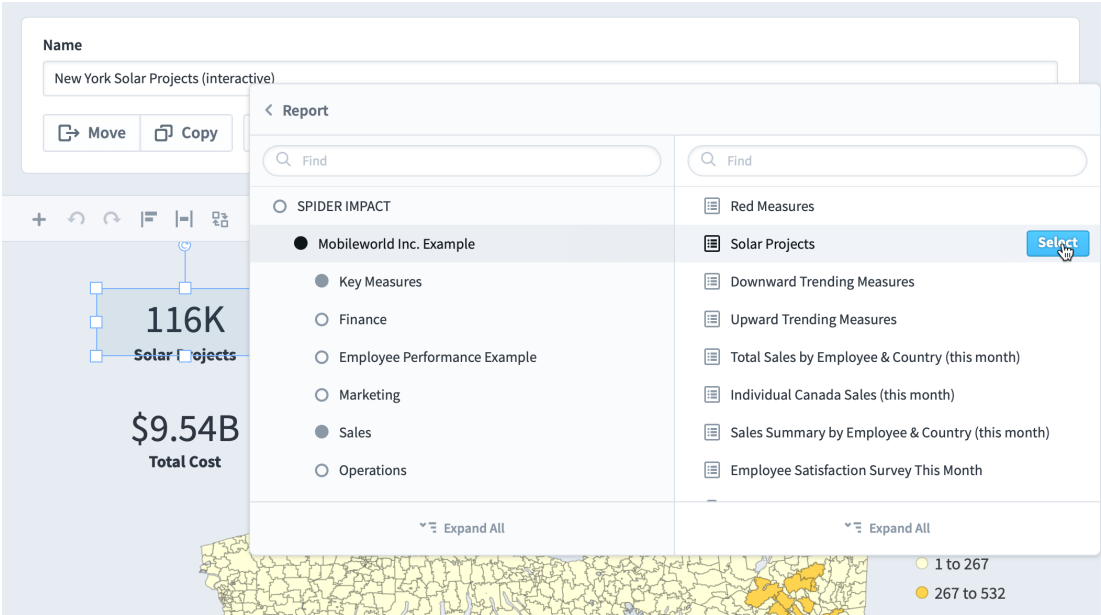 Name
New York Solar Projects (interactive)
Move
Copy
Report
Find
Find
SPIDER IMPACT
Mobileworld Inc. Example
Key Measures
Finance
Employee Performance Example
Marketing
Sales
Operations
Expand All
Red Measures
Solar Projects
Select
Downward Trending Measures
Upward Trending Measures
Total Sales by Employee & Country (this month)
Individual Canada Sales (this month)
Sales Summary by Employee & Country (this month)
Employee Satisfaction Survey This Month
Expand All
116K
Solar Projects
$9.54B
Total Cost
1 to 267
267 to 532